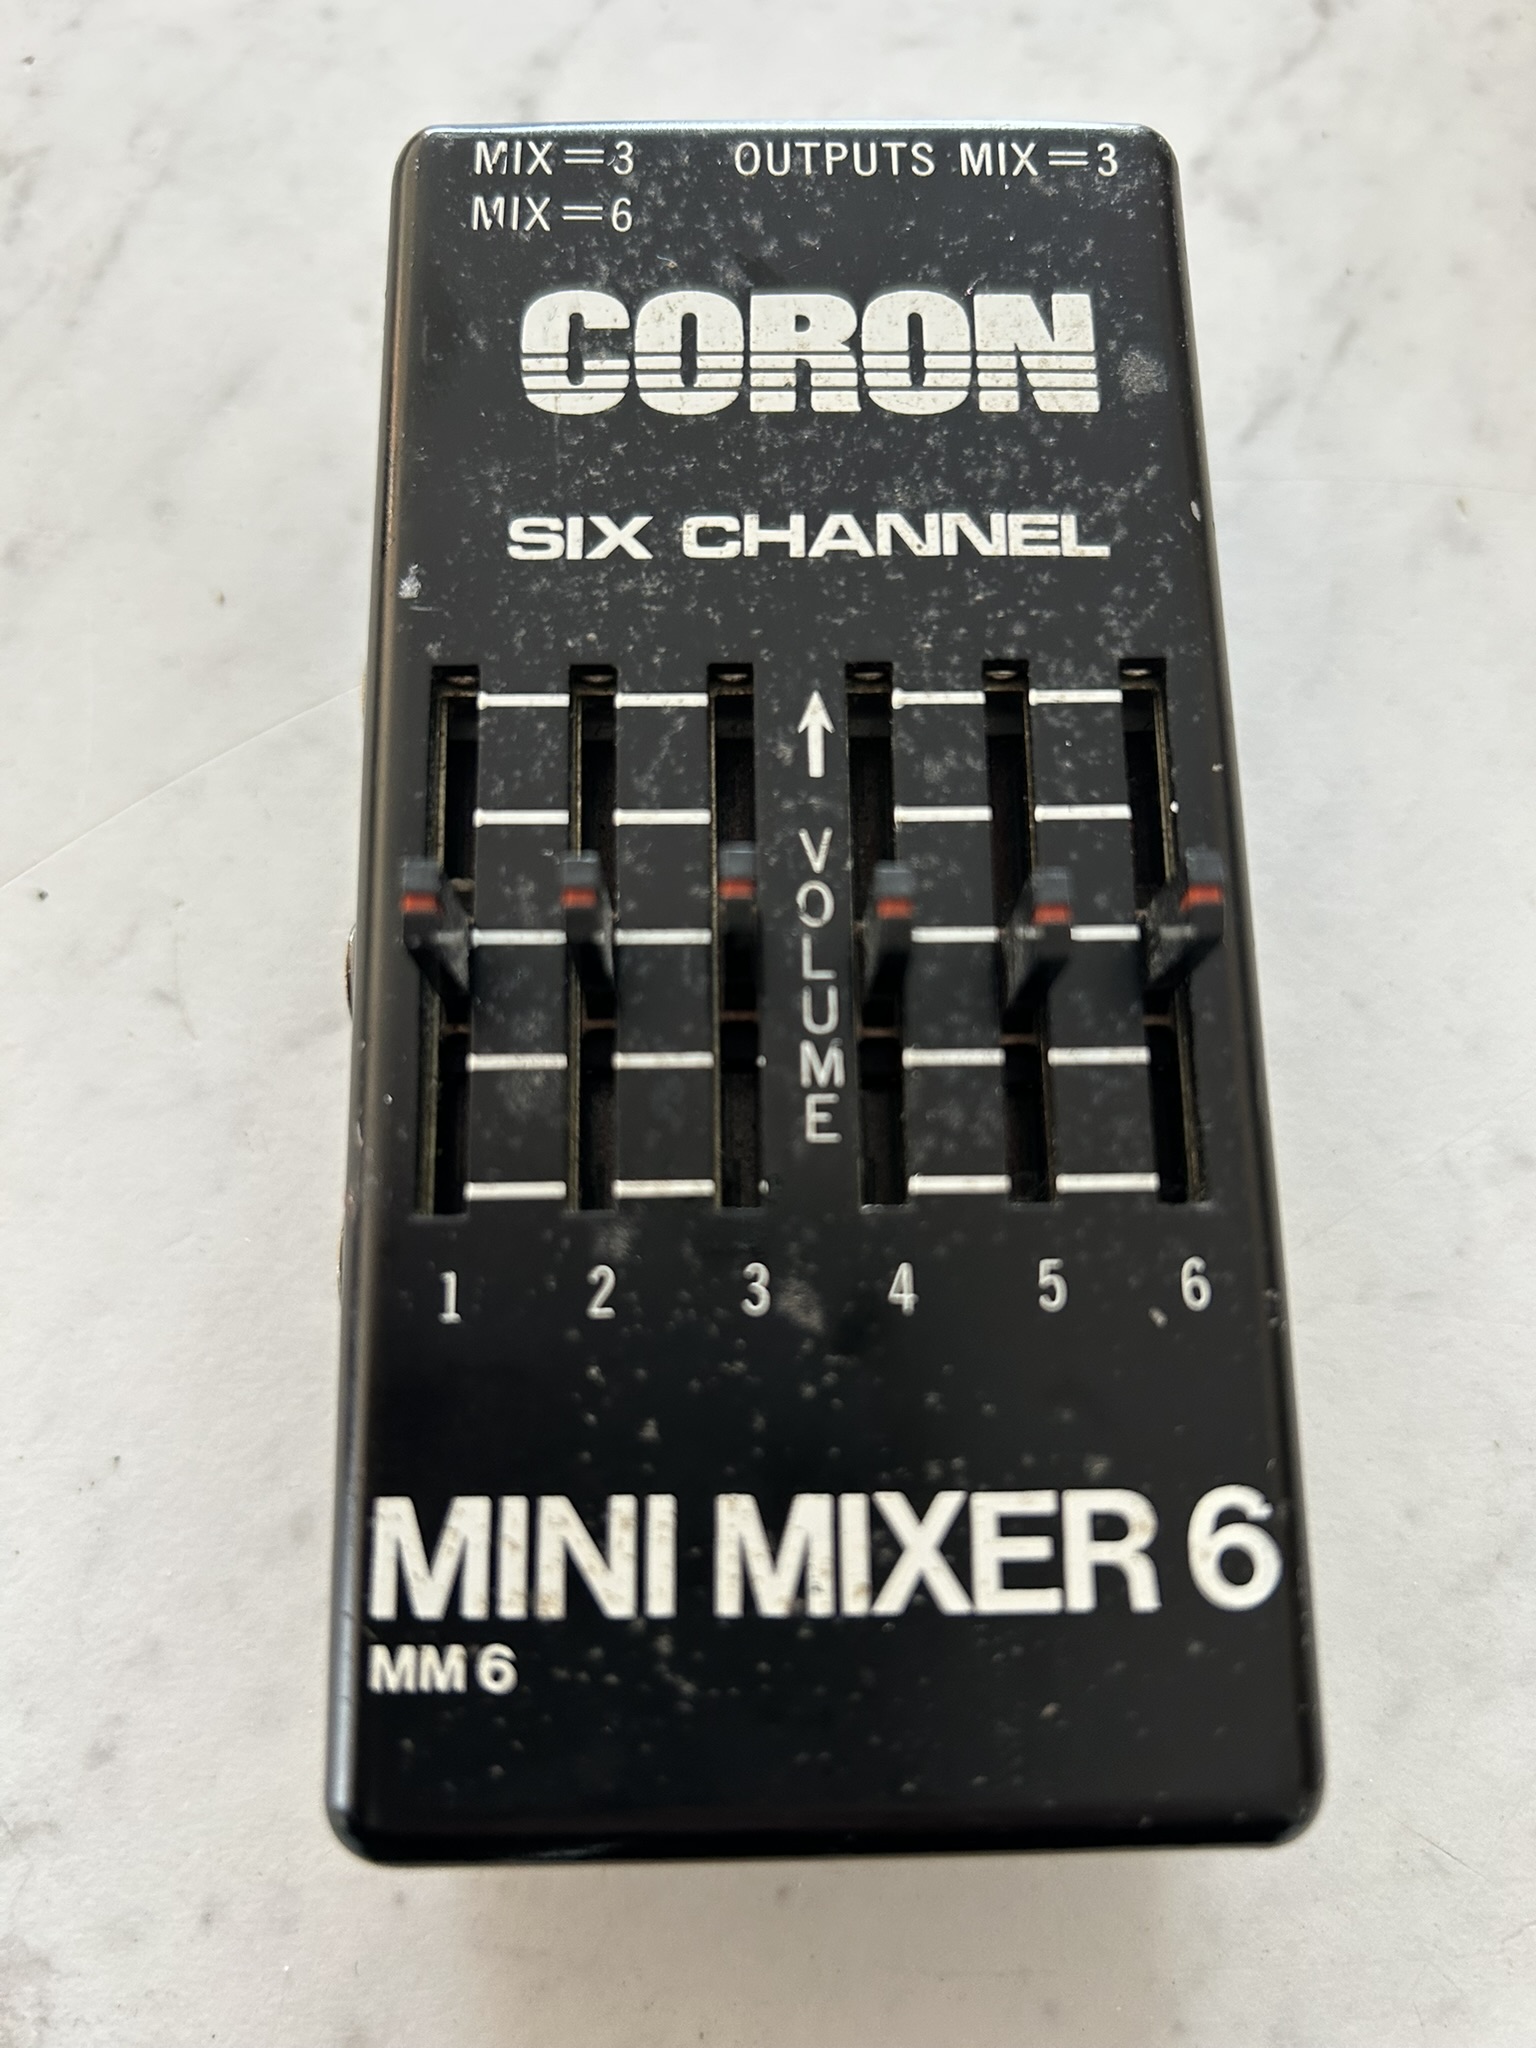 MIX=3 OUTPUTS MIX=3
MIX=6
CORON
SIX CHANNEL
VOLUME
1 2 3 4 5 6
MINI MIXER 6
MM6